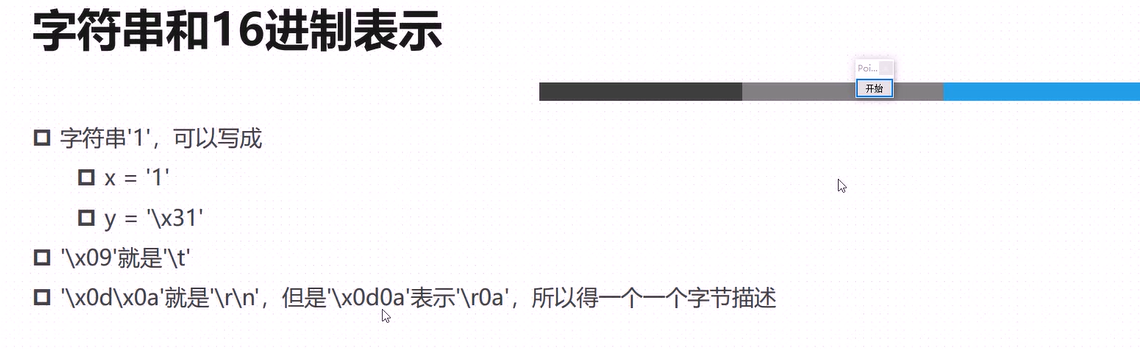 字符串和16进制表示
Poi...
开始
字符串'1'，可以写成
x = '1'
y = '\x31'
'\x09'就是'\t'
'\x0d\x0a'就是'\r\n'，但是'\x0d0a'表示'\r0a'，所以得一个一个字节描述